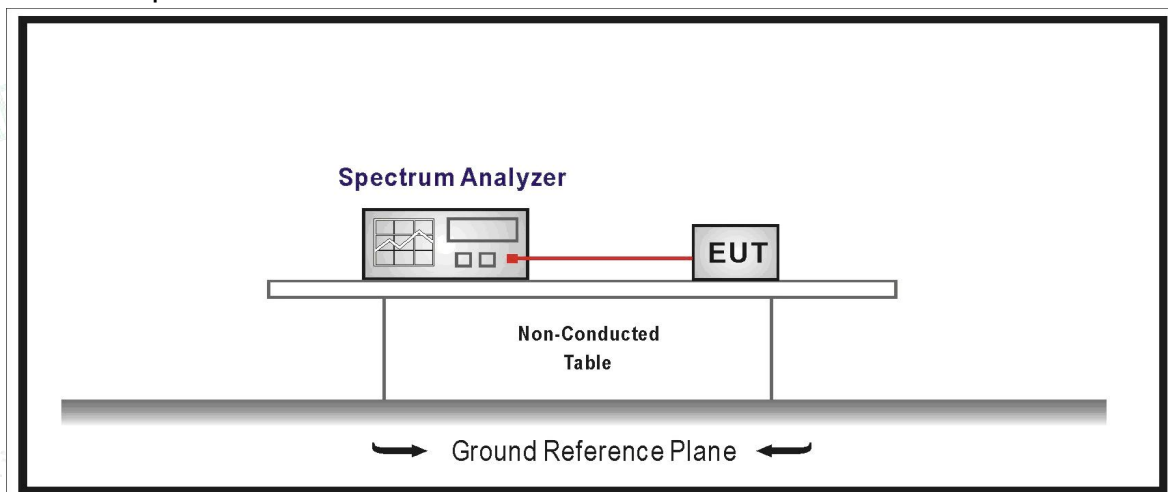 Spectrum Analyzer
EUT
Non-Conducted
Table
Ground Reference Plane